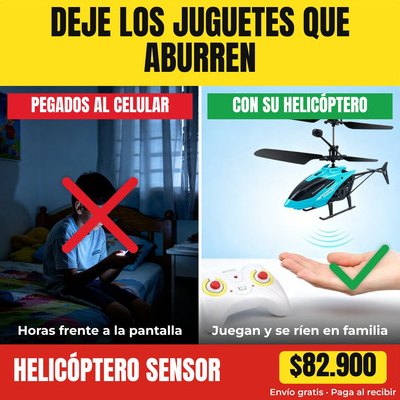 DEJE LOS JUGUETES QUE
ABURREN
PEGADOS AL CELULAR
CON SU HELICÓPTERO
Horas frente a la pantalla
Juegan y se ríen en familia
HELICÓPTERO SENSOR
$82.900
Envío gratis · Paga al recibir